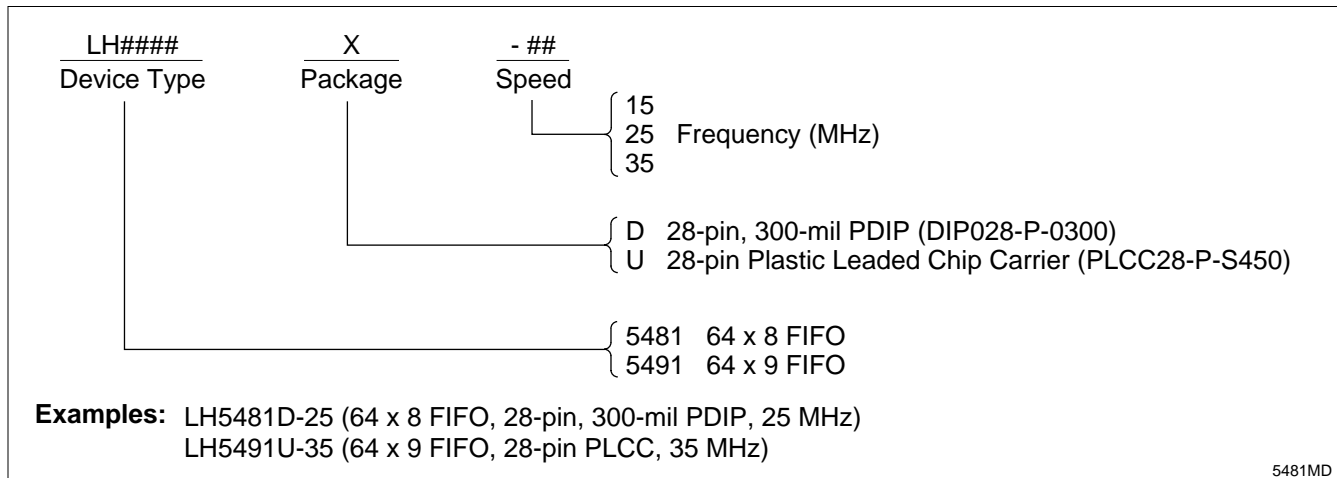 LH#### X - ##
Device Type Package Speed
15
25 Frequency (MHz)
35
D 28-pin, 300-mil PDIP (DIP028-P-0300)
U 28-pin Plastic Leaded Chip Carrier (PLCC28-P-S450)
5481 64 x 8 FIFO
5491 64 x 9 FIFO
Examples: LH5481D-25 (64 x 8 FIFO, 28-pin, 300-mil PDIP, 25 MHz)
LH5491U-35 (64 x 9 FIFO, 28-pin PLCC, 35 MHz)
5481MD